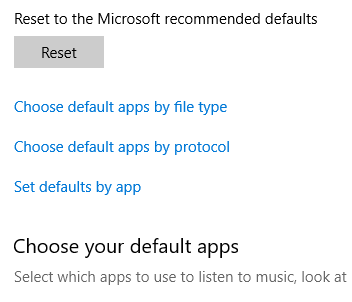 Reset to the Microsoft recommended defaults
Reset
Choose default apps by file type
Choose default apps by protocol
Set defaults by app
Choose your default apps
Select which apps to use to listen to music, look at